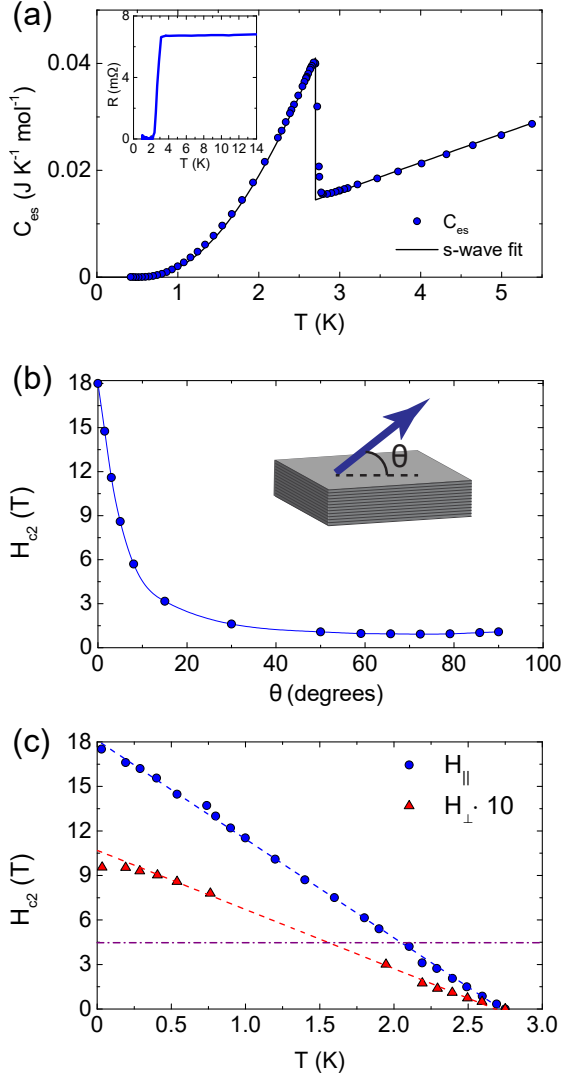 (a)
R (mΩ)
8
4
0
0 2 4 6 8 10 12 14
T (K)
C_es (J K⁻¹ mol⁻¹)
0.04
0.02
0
C_es
s-wave fit
0 1 2 3 4 5
T (K)
(b)
H_c2 (T)
18
15
12
9
6
3
0
θ
0 20 40 60 80 100
θ (degrees)
(c)
H_c2 (T)
18
15
12
9
6
3
0
H_||
H_⊥· 10
0 0.5 1.0 1.5 2.0 2.5 3.0
T (K)